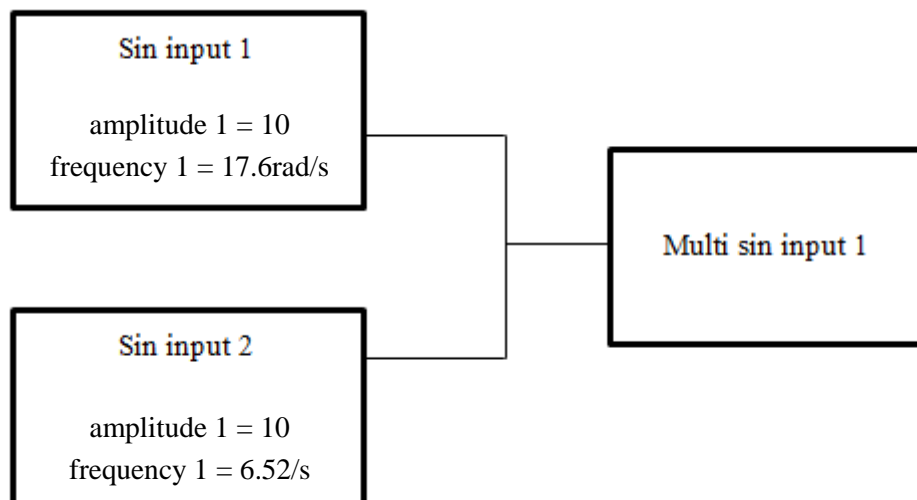 Sin input 1
amplitude 1 = 10
frequency 1 = 17.6rad/s
Multi sin input 1
Sin input 2
amplitude 1 = 10
frequency 1 = 6.52/s